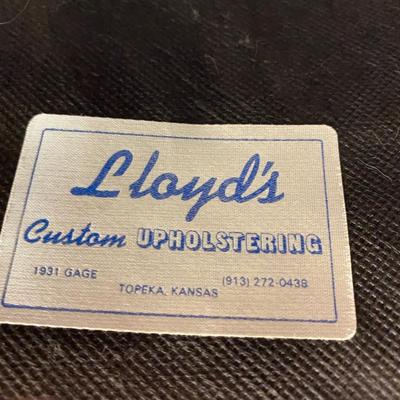 Lloyd's
Custom UPHOLSTERING
1931 GAGE (913) 272-0438
TOPEKA, KANSAS